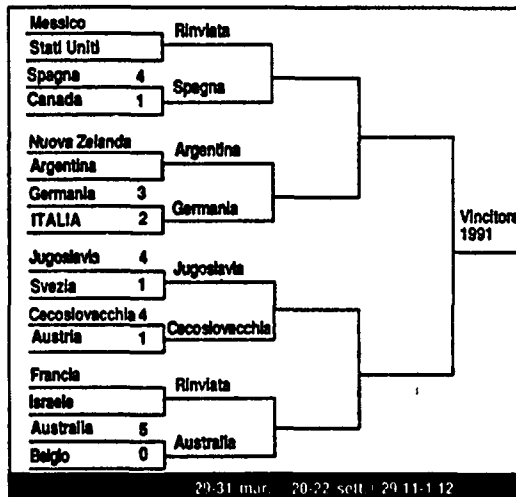 Messico
Stati Uniti
Rinviata
Spagna 4
Canada 1
Spagna
Nuova Zelanda
Argentina
Argentina
Germania 3
ITALIA 2
Germania
Vincitore
1991
Jugoslavia 4
Svezia 1
Jugoslavia
Cecoslovacchia 4
Austria 1
Cecoslovacchia
Francia
Israele
Rinviata
Australia 5
Belgio 0
Australia
29-31 mar. 20-22 sett. 29.11-1.12